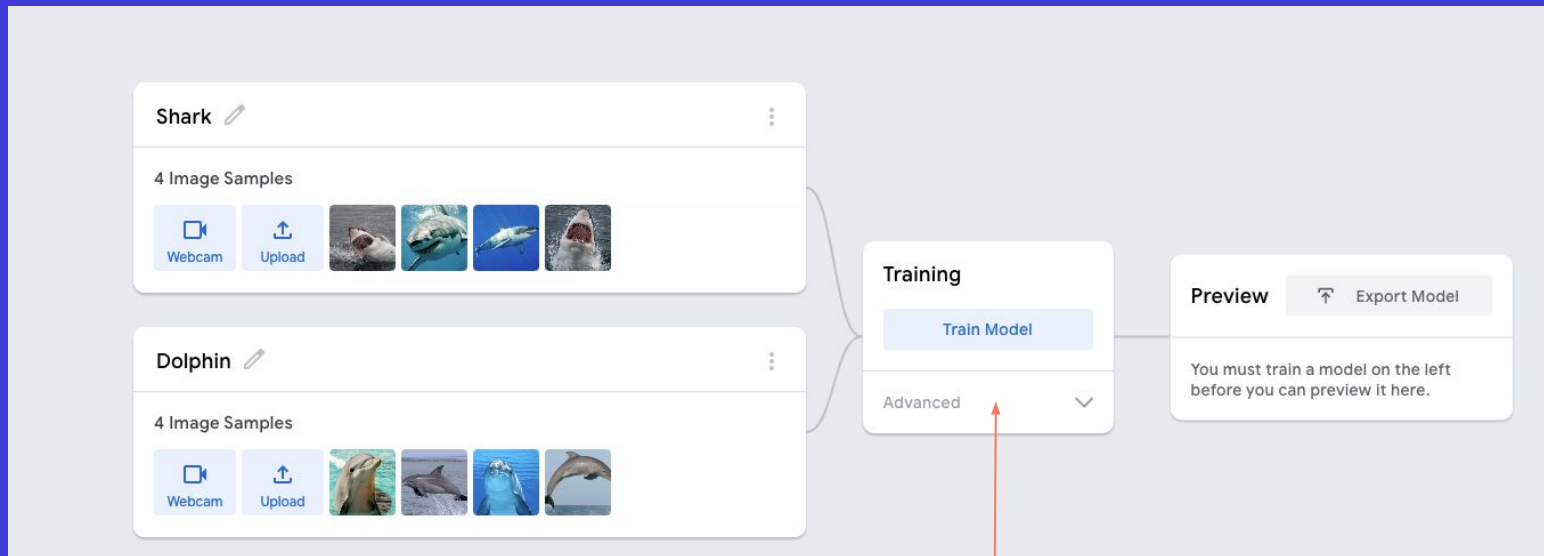 Shark
4 Image Samples
Webcam
Upload
Dolphin
4 Image Samples
Webcam
Upload
Training
Train Model
Advanced
Preview
Export Model
You must train a model on the left
before you can preview it here.